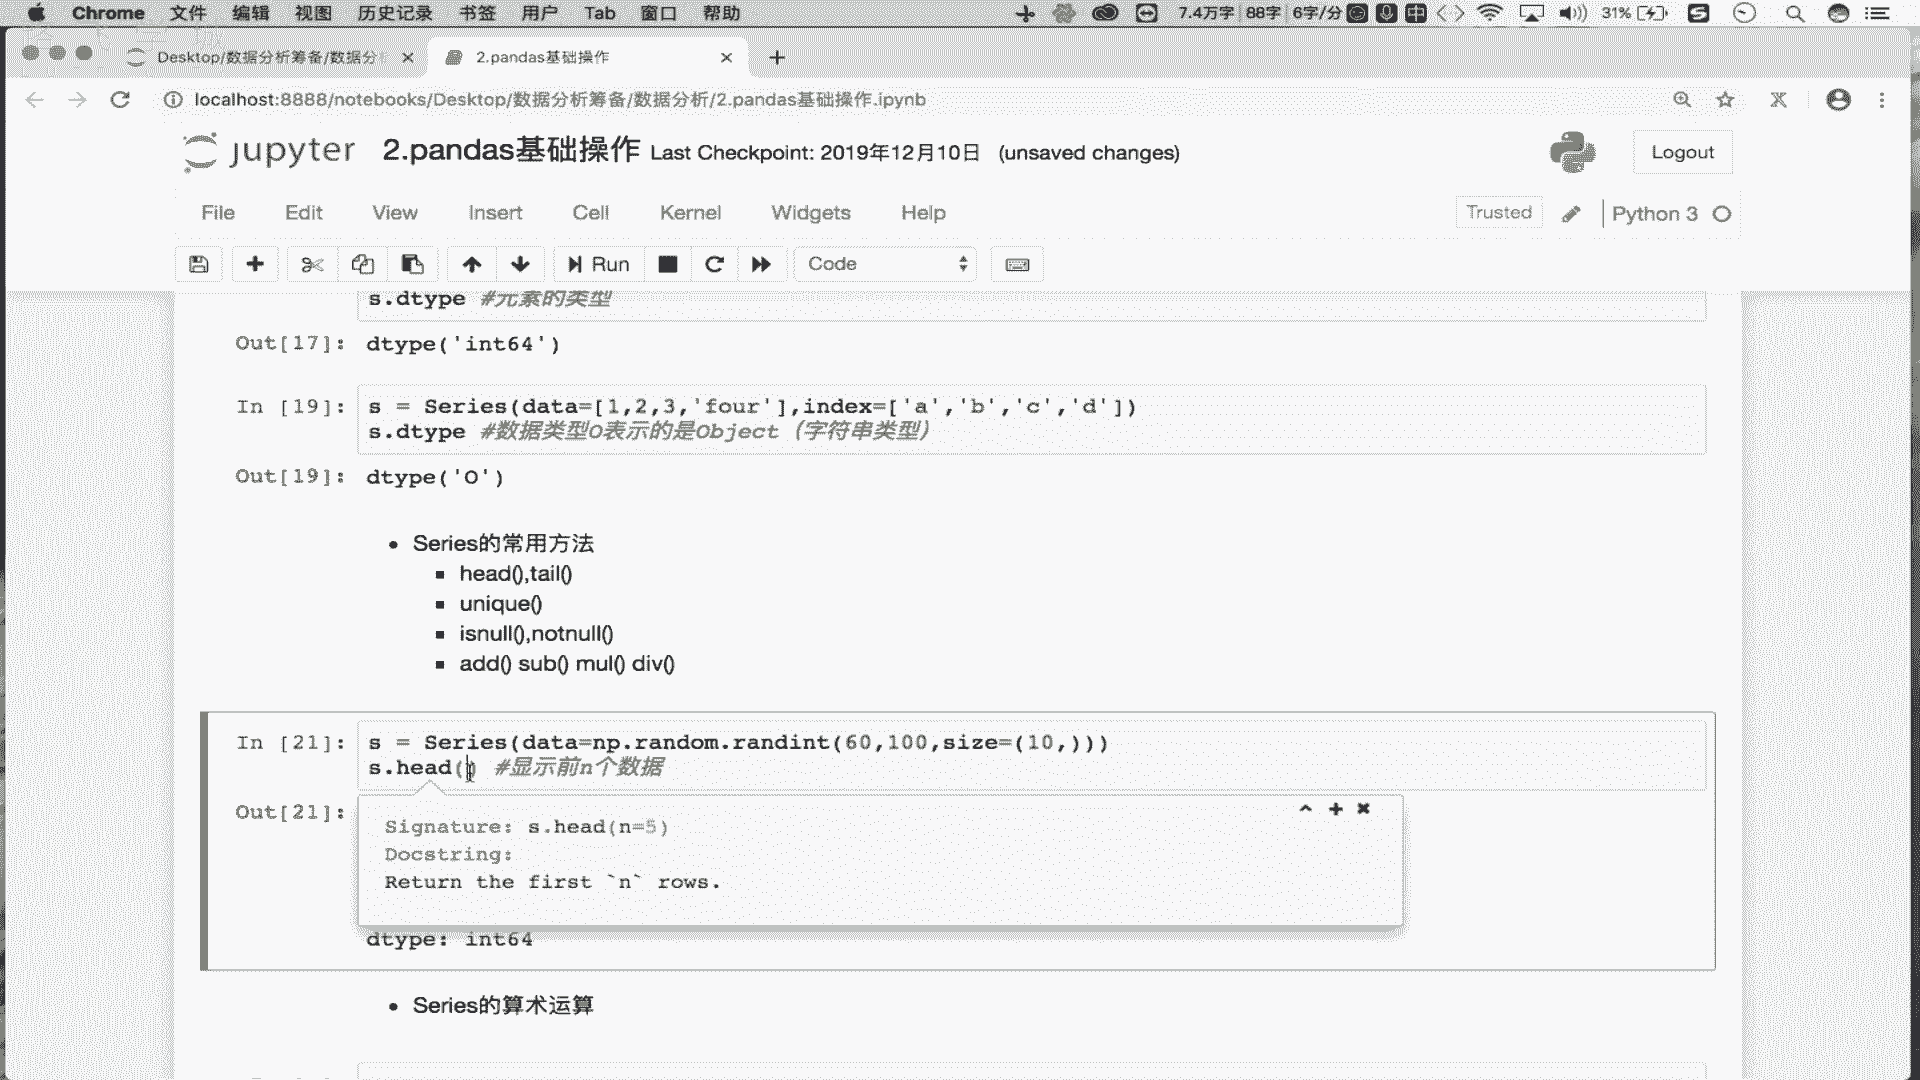 Chrome 文件 编辑 视图 历史记录 书签 用户 Tab 窗口 帮助 7.4万字 88字 6字/分 中 31%
Desktop/数据分析筹备/数据分 2.pandas基础操作
localhost:8888/notebooks/Desktop/数据分析筹备/数据分析/2.pandas基础操作.ipynb
jupyter 2.pandas基础操作 Last Checkpoint: 2019年12月10日 (unsaved changes) Logout
File Edit View Insert Cell Kernel Widgets Help Trusted Python 3
Run Code
s.dtype #元素的类型
Out[17]: dtype('int64')
In [19]: s = Series(data=[1,2,3,'four'],index=['a','b','c','d'])
s.dtype #数据类型O表示的是Object（字符串类型）
Out[19]: dtype('O')
Series的常用方法
head(),tail()
unique()
isnull(),notnull()
add() sub() mul() div()
In [21]: s = Series(data=np.random.randint(60,100,size=(10,)))
s.head() #显示前n个数据
Out[21]:
Signature: s.head(n=5)
Docstring:
Return the first `n` rows.
dtype: int64
Series的算术运算